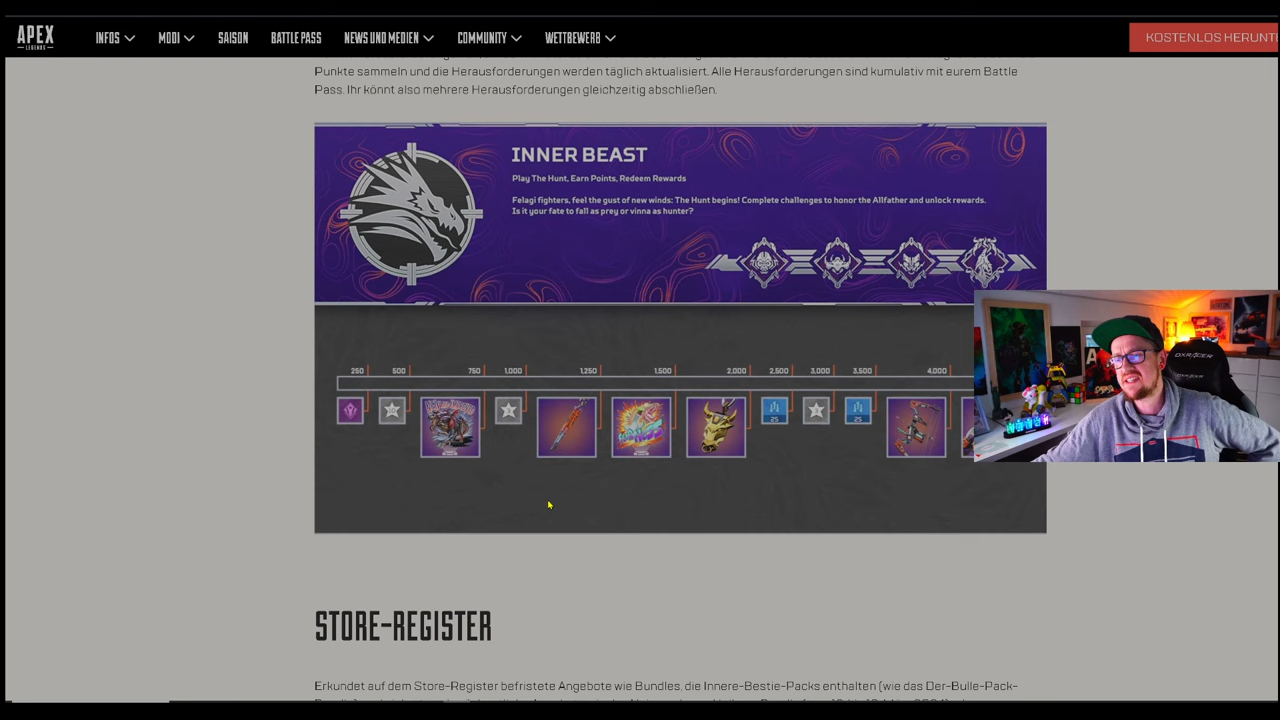 APEX
LEGENDS
INFOS
MODI
SAISON
BATTLE PASS
NEWS UND MEDIEN
COMMUNITY
WETTBEWERB
KOSTENLOS HERUNT
Punkte sammeln und die Herausforderungen werden täglich aktualisiert. Alle Herausforderungen sind kumulativ mit eurem Battle
Pass. Ihr könnt also mehrere Herausforderungen gleichzeitig abschließen.
INNER BEAST
Play The Hunt, Earn Points, Redeem Rewards
Felagi fighters, feel the gust of new winds: The Hunt begins! Complete challenges to honor the Allfather and unlock rewards.
Is it your fate to fall as prey or vinna as hunter?
250 500 750 1,000 1,250 1,500 2,000 2,500 3,000 3,500 4,000
25 25
DXRACER
STORE-REGISTER
Erkundet auf dem Store-Register befristete Angebote wie Bundles, die Innere-Bestie-Packs enthalten (wie das Der-Bulle-Pack-